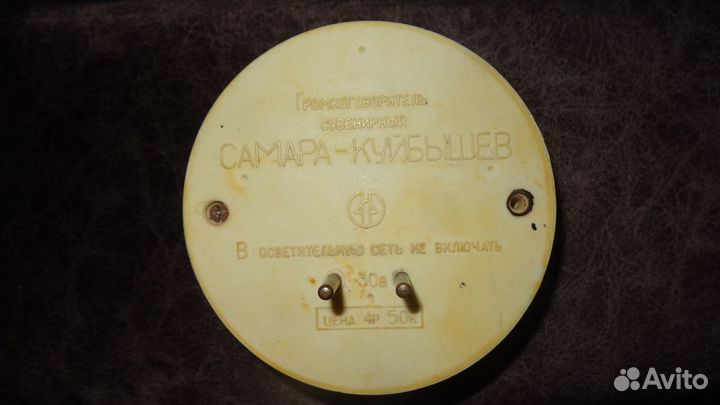 Громкоговоритель
сувенирный
САМАРА-КУЙБЫШЕВ
В осветительную сеть не включать
-30в
ЦЕНА 4Р 50К
Avito